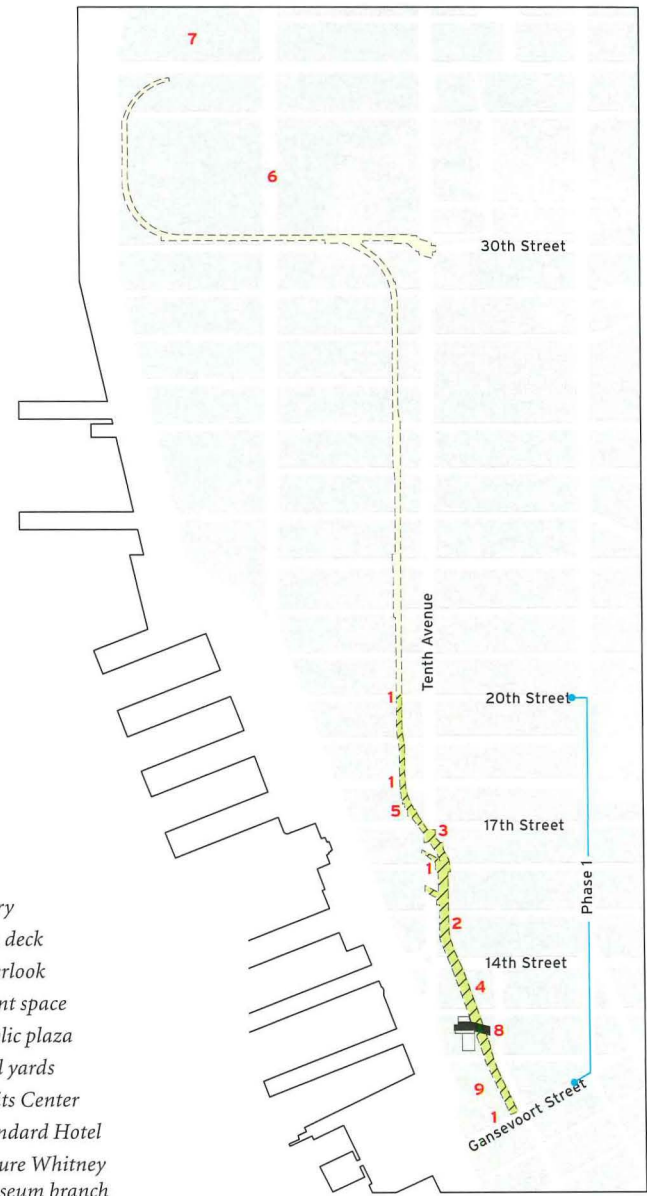 7
6
30th Street
Tenth Avenue
1
20th Street
1
5
3
17th Street
1
Phase 1
2
14th Street
4
8
9
1
Gansevoort Street
ry
deck
erlook
nt space
lic plaza
l yards
its Center
ndard Hotel
ure Whitney
seum branch